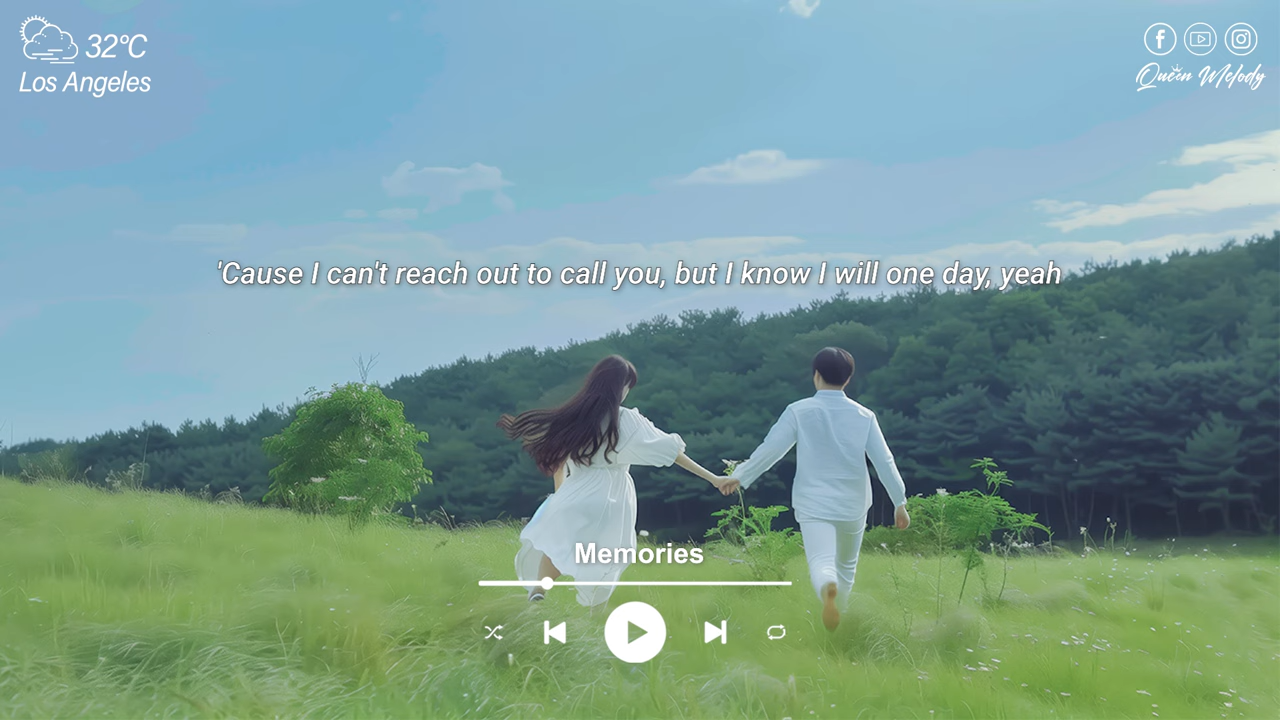 32°C
Los Angeles
Queen Melody
'Cause I can't reach out to call you, but I know I will one day, yeah
Memories